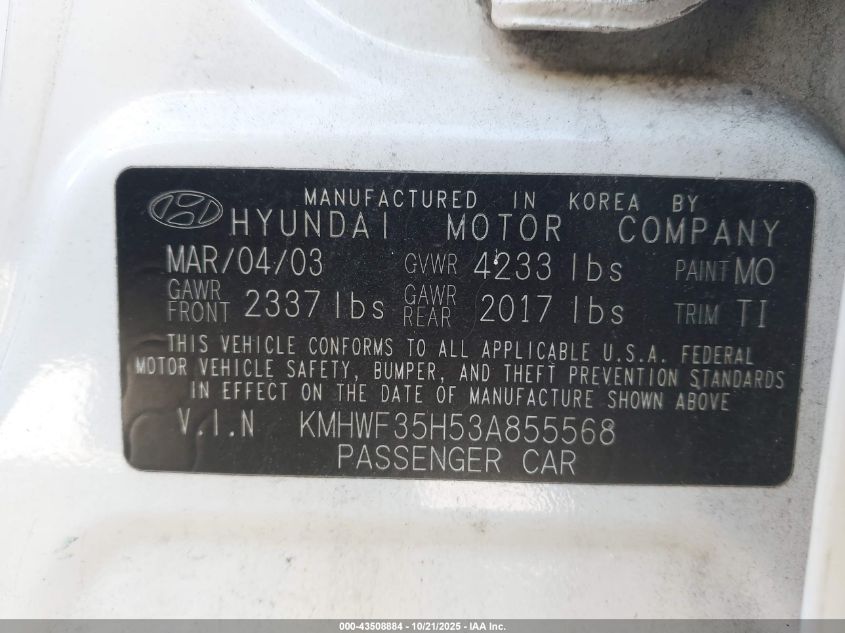 MANUFACTURED IN KOREA BY
HYUNDAI MOTOR COMPANY
MAR/04/03 GVWR 4233 lbs PAINT MO
GAWR FRONT 2337 lbs GAWR REAR 2017 lbs TRIM TI
THIS VEHICLE CONFORMS TO ALL APPLICABLE U.S.A. FEDERAL
MOTOR VEHICLE SAFETY, BUMPER, AND THEFT PREVENTION STANDARDS
IN EFFECT ON THE DATE OF MANUFACTURE SHOWN ABOVE
V.I.N KMHWF35H53A855568
PASSENGER CAR
000-43508884 - 10/21/2025 - IAA Inc.